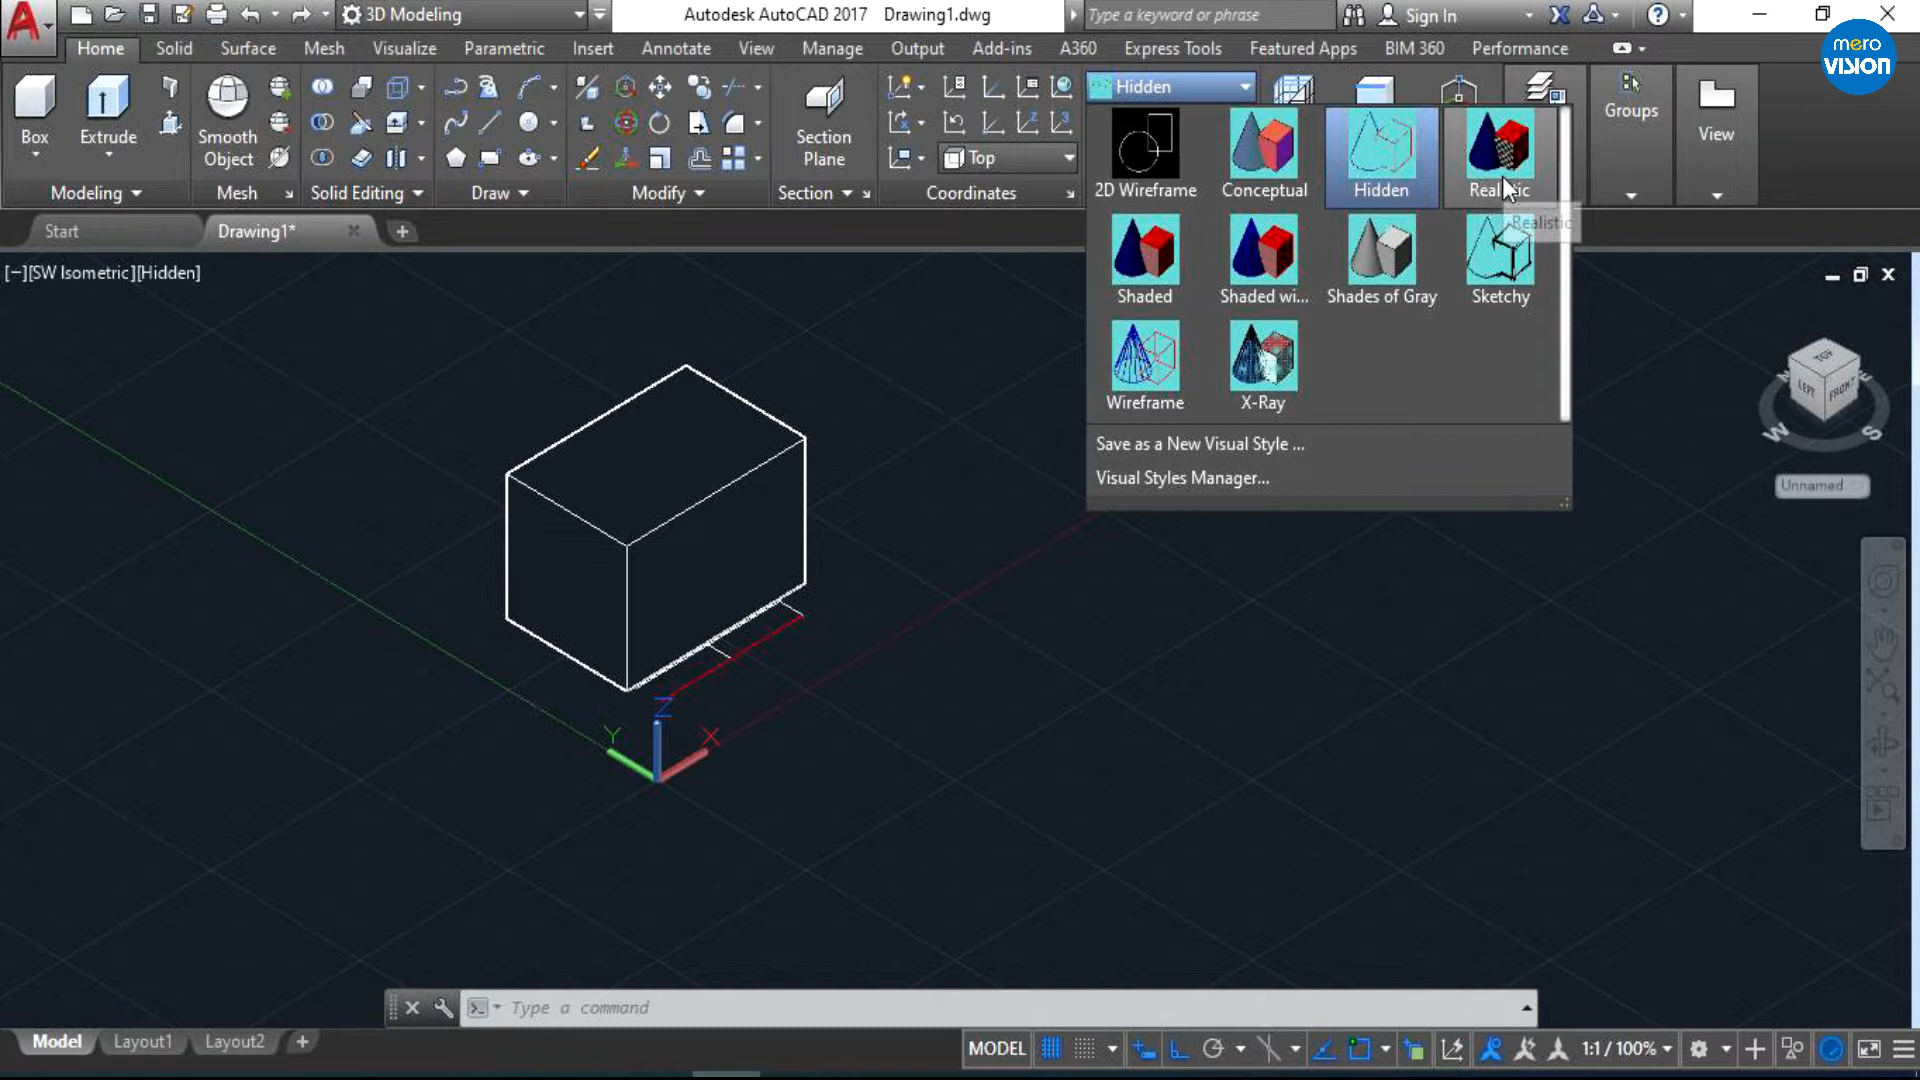 3D Modeling
Autodesk AutoCAD 2017 Drawing1.dwg
Type a keyword or phrase
Sign In
mero
VISION
Home Solid Surface Mesh Parametric Visualize Insert Annotate View Manage Output Add-ins A360 Express Tools Featured Apps BIM 360 Performance
Box
Extrude
Smooth
Object
Section
Plane
Top
Hidden
Groups
View
Modeling Mesh Solid Editing Draw Modify Section Coordinates
2D Wireframe Conceptual Hidden Realistic
Realistic
Shaded Shaded wi... Shades of Gray Sketchy
Wireframe X-Ray
Save as a New Visual Style ...
Visual Styles Manager...
Start Drawing1*
[−][SW Isometric][Hidden]
TOP
LEFT FRONT
W S
Unnamed
Z
Y X
Type a command
Model Layout1 Layout2
MODEL 1:1 / 100%